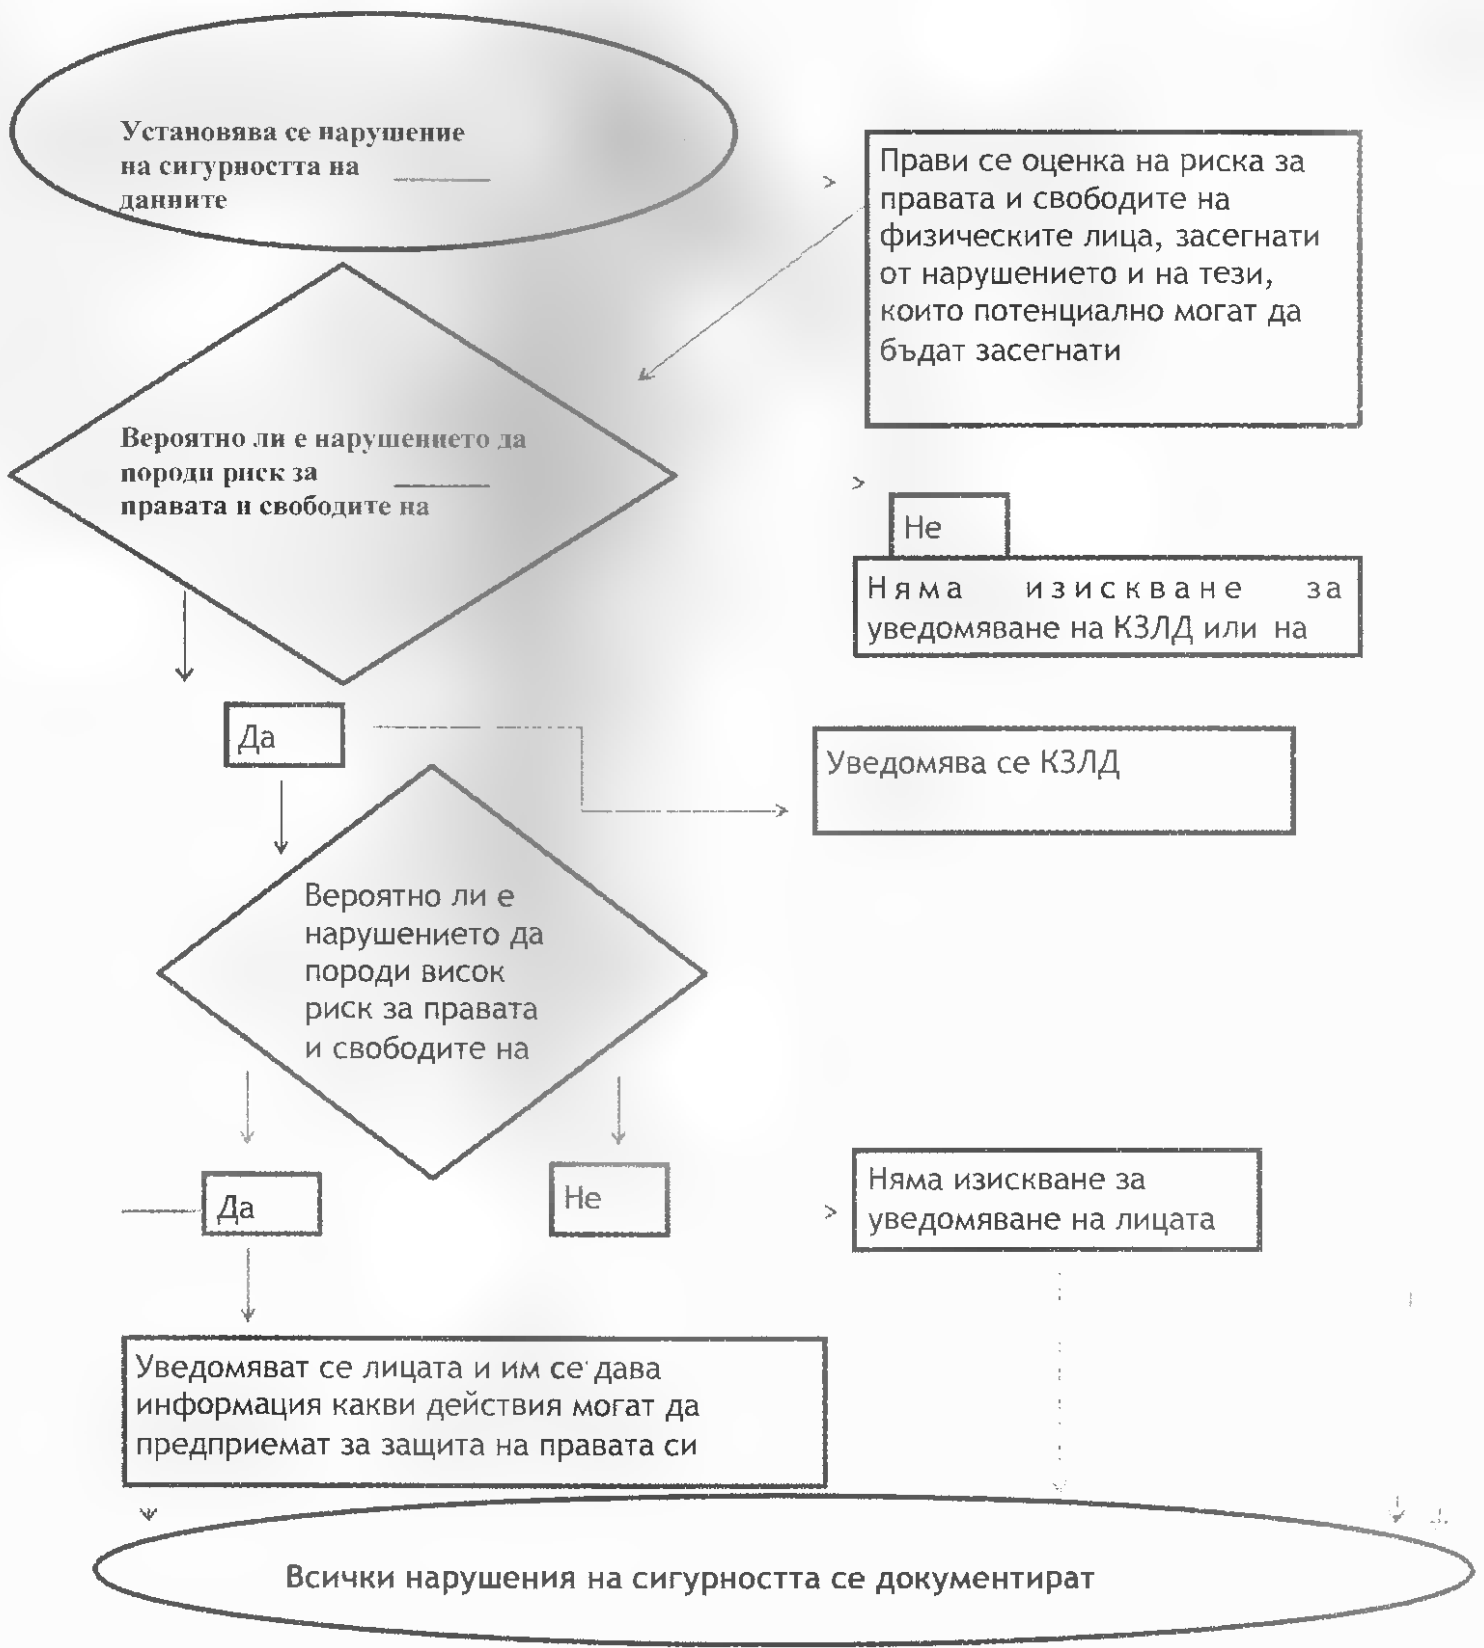 Установява се нарушение
на сигурността на
данните
Прави се оценка на риска за
правата и свободите на
физическите лица, засегнати
от нарушението и на тези,
които потенциално могат да
бъдат засегнати
Вероятно ли е нарушението да
породи риск за
правата и свободите на
Не
Няма изискване за
уведомяване на КЗЛД или на
Да
Уведомява се КЗЛД
Вероятно ли е
нарушението да
породи висок
риск за правата
и свободите на
Да
Не
Няма изискване за
уведомяване на лицата
Уведомяват се лицата и им се дава
информация какви действия могат да
предприемат за защита на правата си
Всички нарушения на сигурността се документират